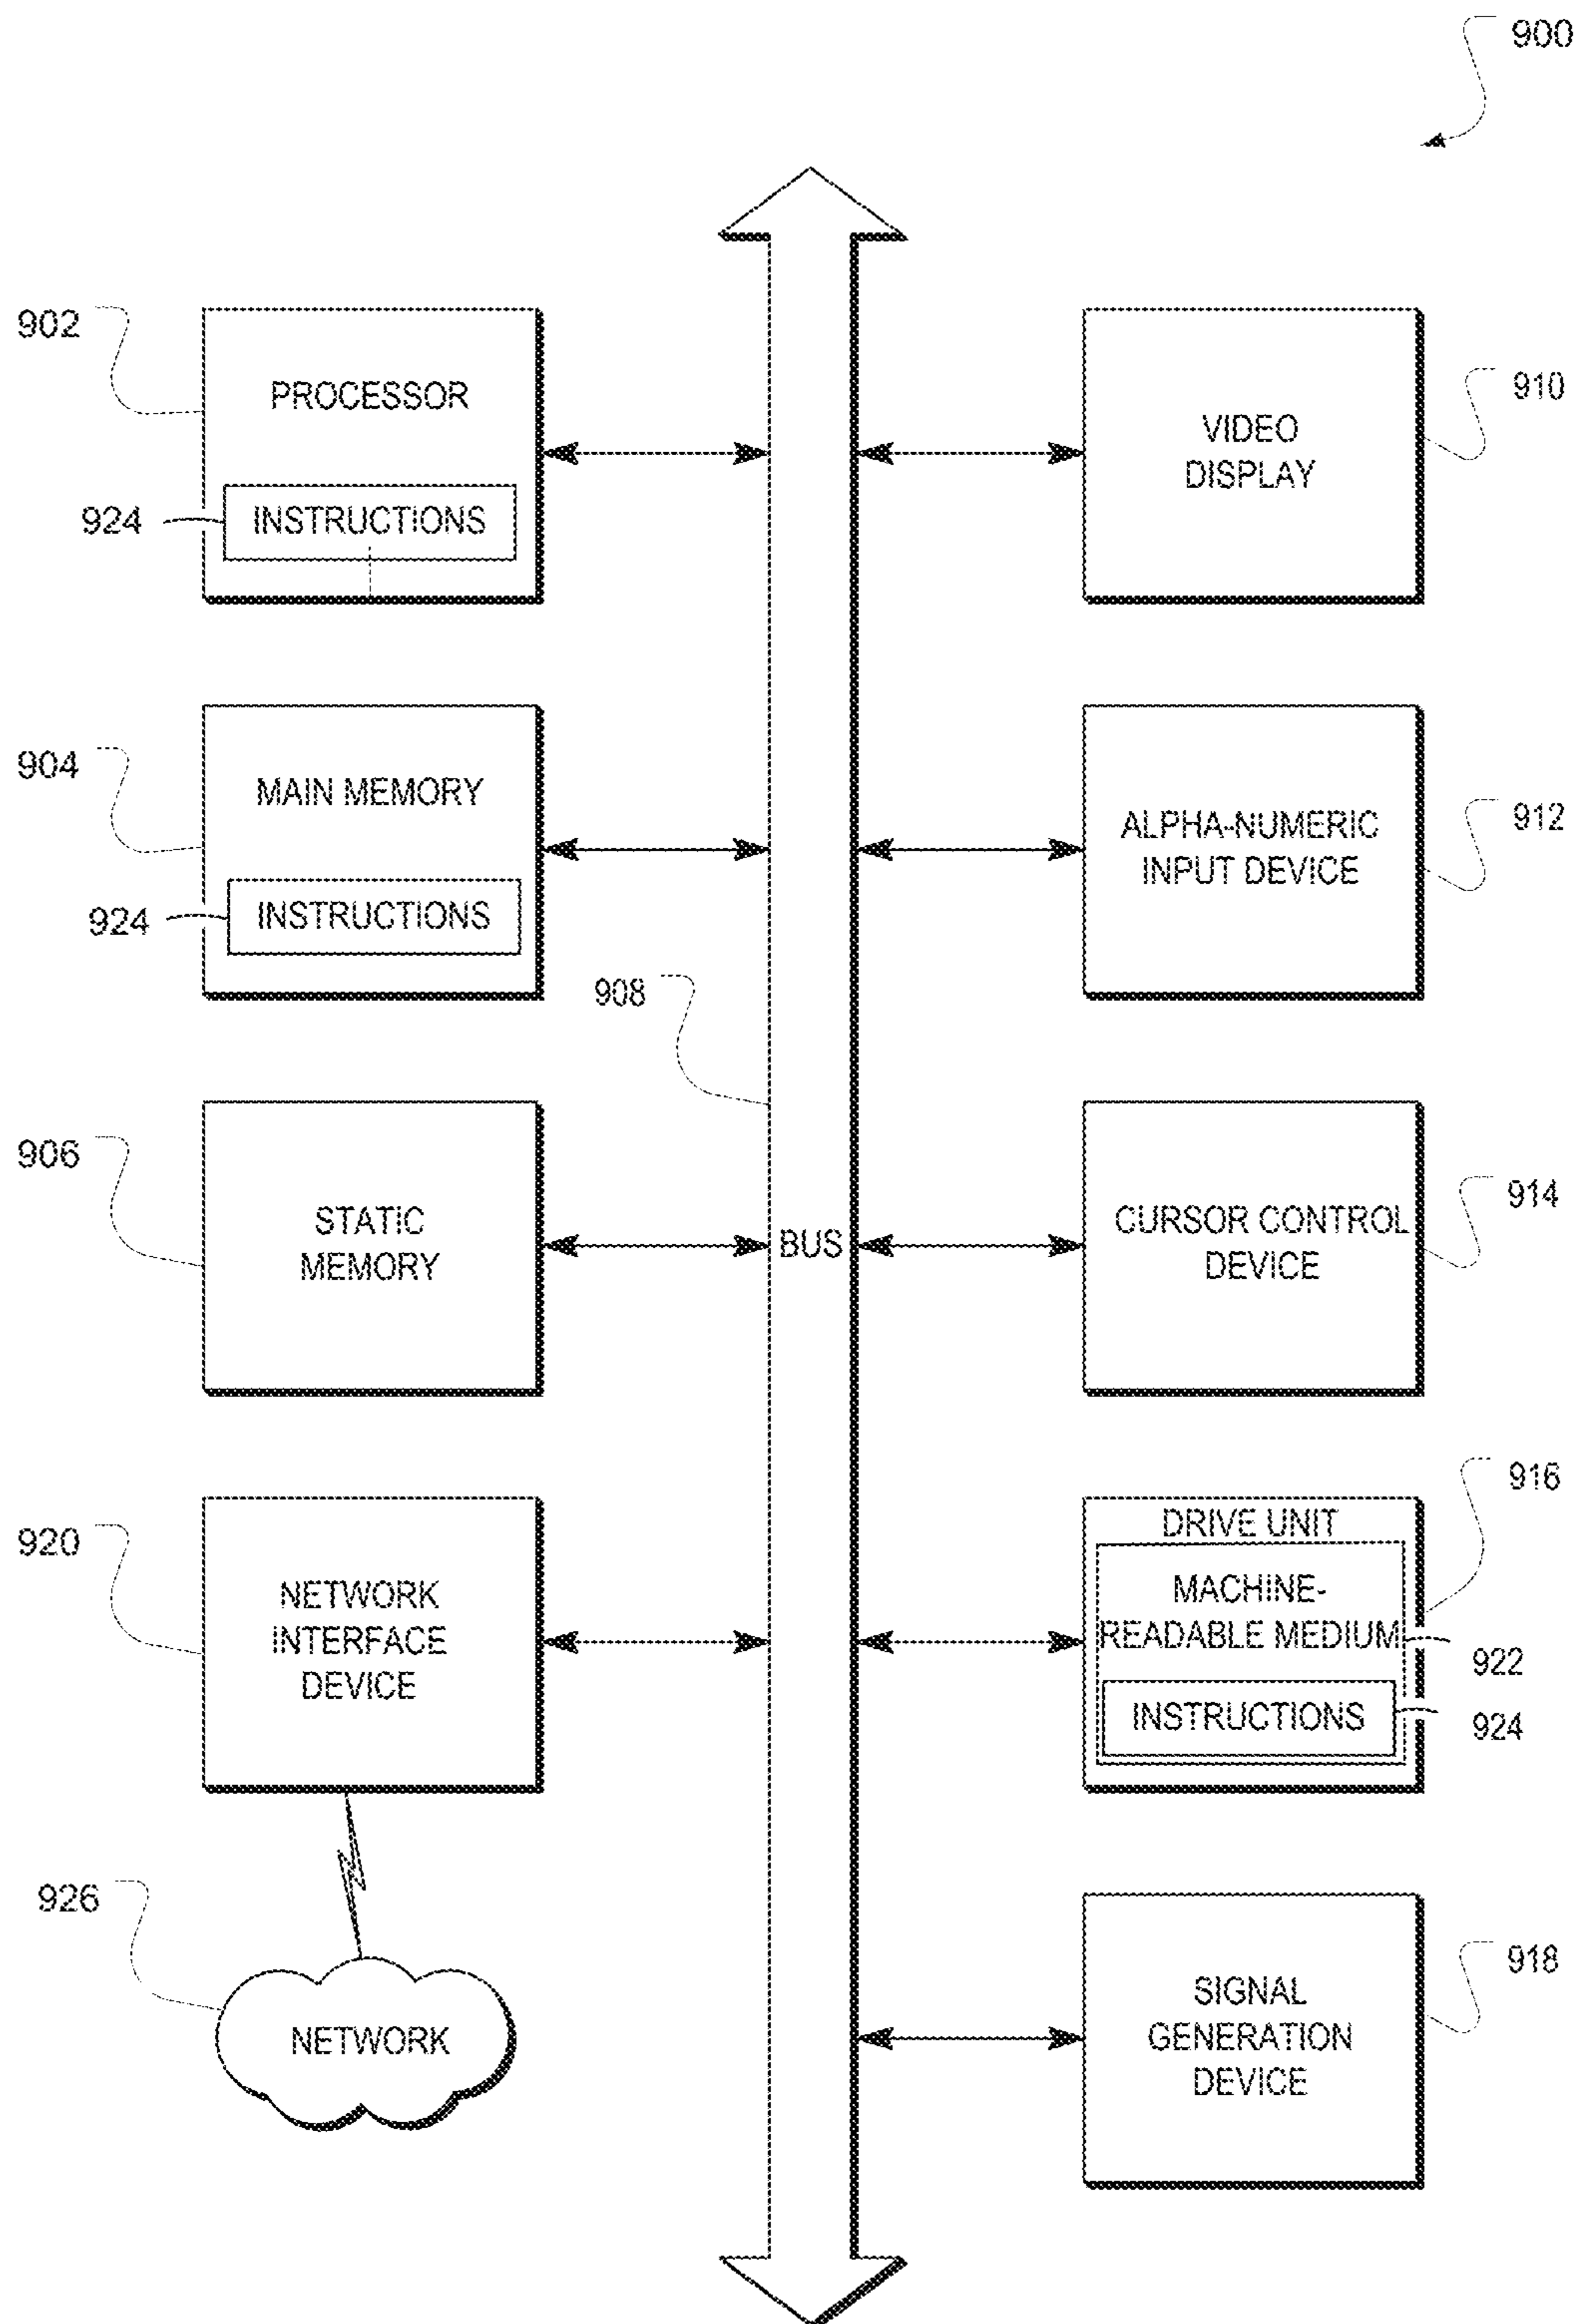 900
902
PROCESSOR
924
INSTRUCTIONS
910
VIDEO
DISPLAY
904
MAIN MEMORY
924
INSTRUCTIONS
912
ALPHA-NUMERIC
INPUT DEVICE
908
BUS
906
STATIC
MEMORY
914
CURSOR CONTROL
DEVICE
920
NETWORK
INTERFACE
DEVICE
916
DRIVE UNIT
MACHINE-
READABLE MEDIUM
922
INSTRUCTIONS
924
926
NETWORK
918
SIGNAL
GENERATION
DEVICE